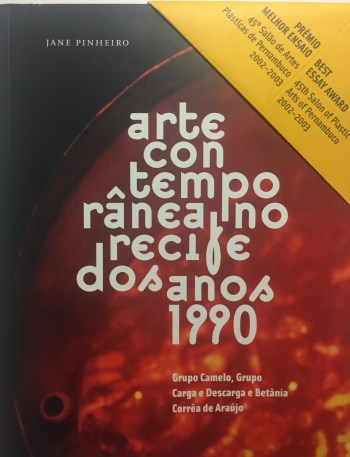 JANE PINHEIRO
PRÊMIO
MELHOR ENSAIO
45º Salão de Artes
Plásticas de Pernambuco
2002-2003
BEST
ESSAY AWARD
45th Salon of Plastic
Arts of Pernambuco
2002-2003
arte
con
tempo
rânea no
recife
dos anos
1990
Grupo Camelo, Grupo
Carga e Descarga e Betânia
Corrêa de Araújo